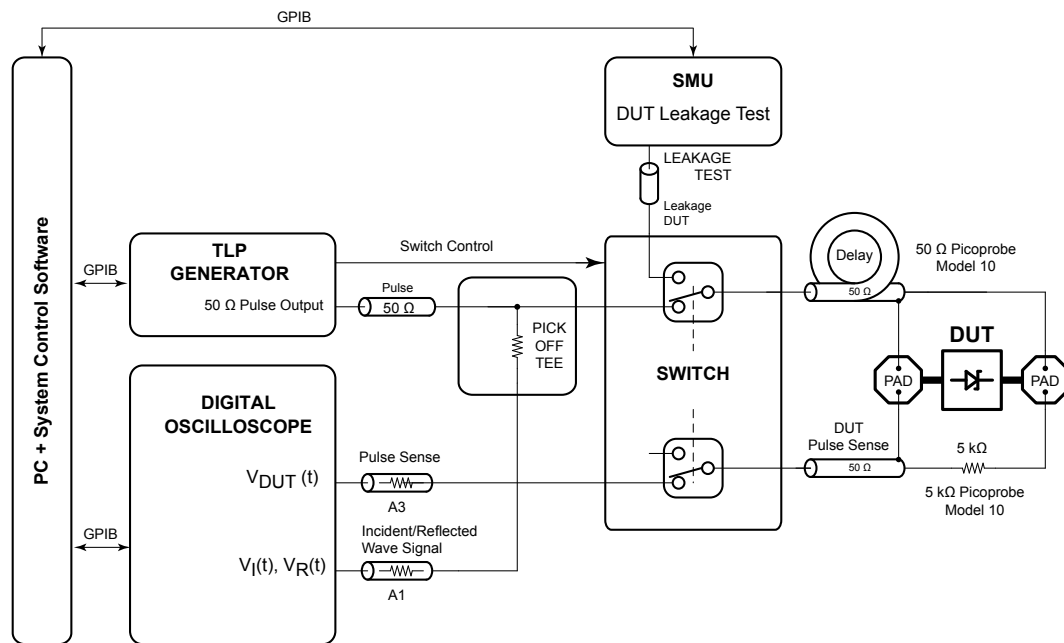 GPIB
PC + System Control Software
SMU
DUT Leakage Test
LEAKAGE
TEST
Leakage
DUT
TLP
GENERATOR
50 Ω Pulse Output
GPIB
Switch Control
Pulse
50 Ω
PICK
OFF
TEE
SWITCH
Delay
50 Ω
50 Ω Picoprobe
Model 10
DUT
PAD
PAD
DIGITAL
OSCILLOSCOPE
VDUT (t)
Pulse Sense
A3
DUT
Pulse Sense
50 Ω
5 kΩ
5 kΩ Picoprobe
Model 10
GPIB
VI(t), VR(t)
Incident/Reflected
Wave Signal
A1